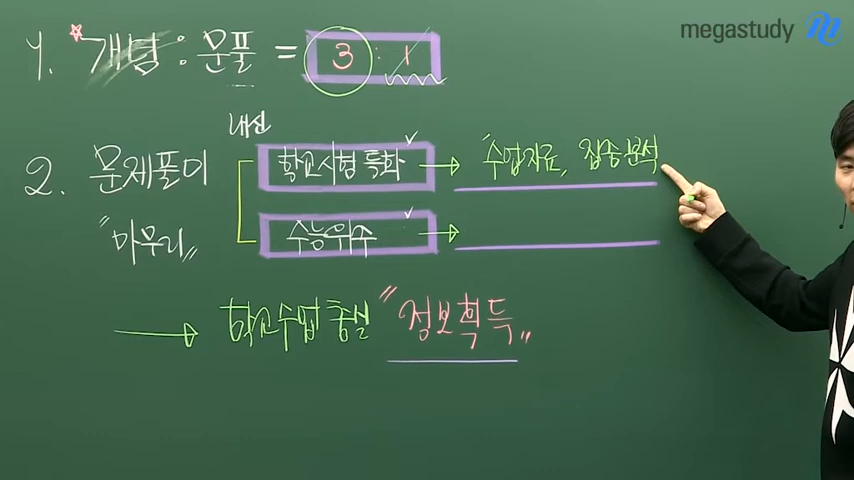 megastudy
1. *개념 : 문풀 = 3 : 1
내신
2. 문제풀이 학교시험 특화 → 수업자료, 집중분석
"마무리" 수능위주 →
→ 학교수업 충실 "정보획득"